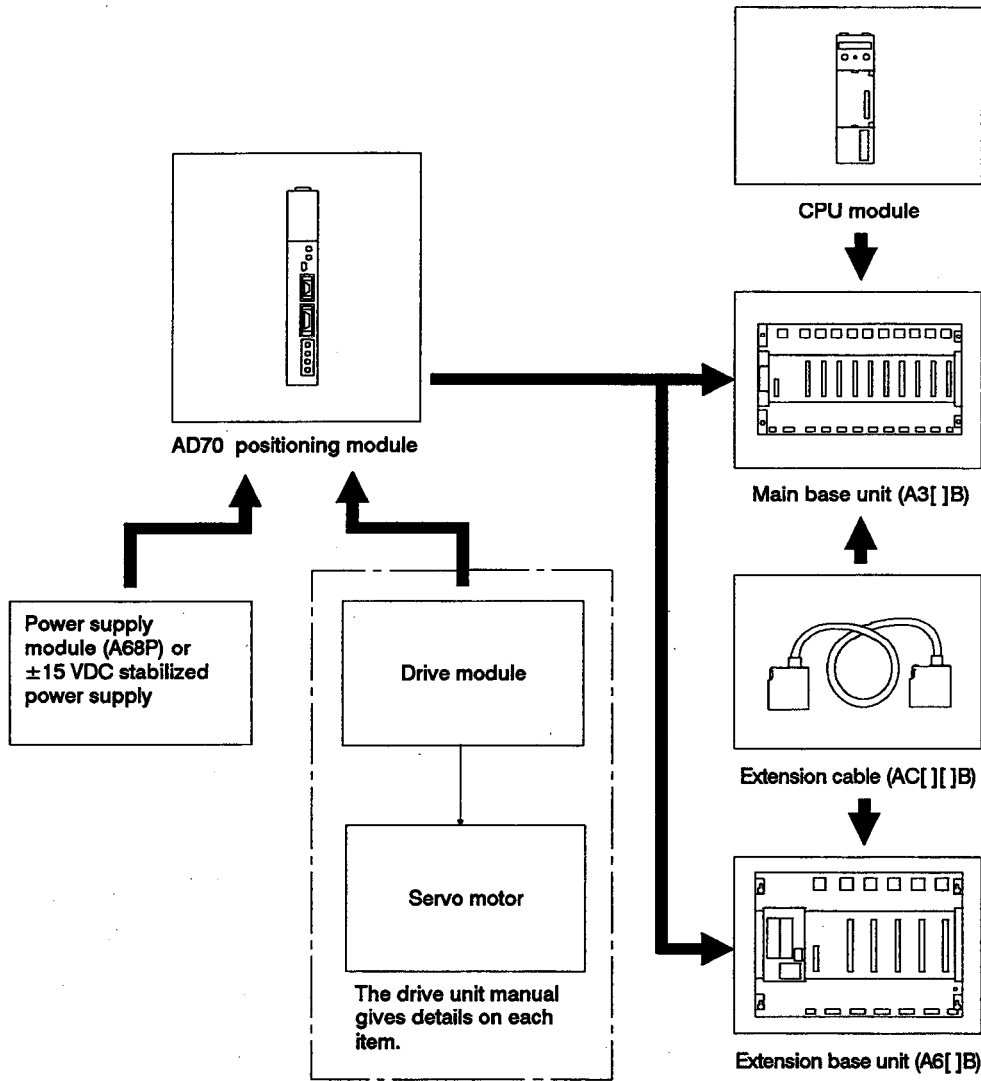 CPU module
AD70 positioning module
Main base unit (A3[ ]B)
Power supply
module (A68P) or
±15 VDC stabilized
power supply
Drive module
Extension cable (AC[ ][ ]B)
Servo motor
The drive unit manual
gives details on each
item.
Extension base unit (A6[ ]B)